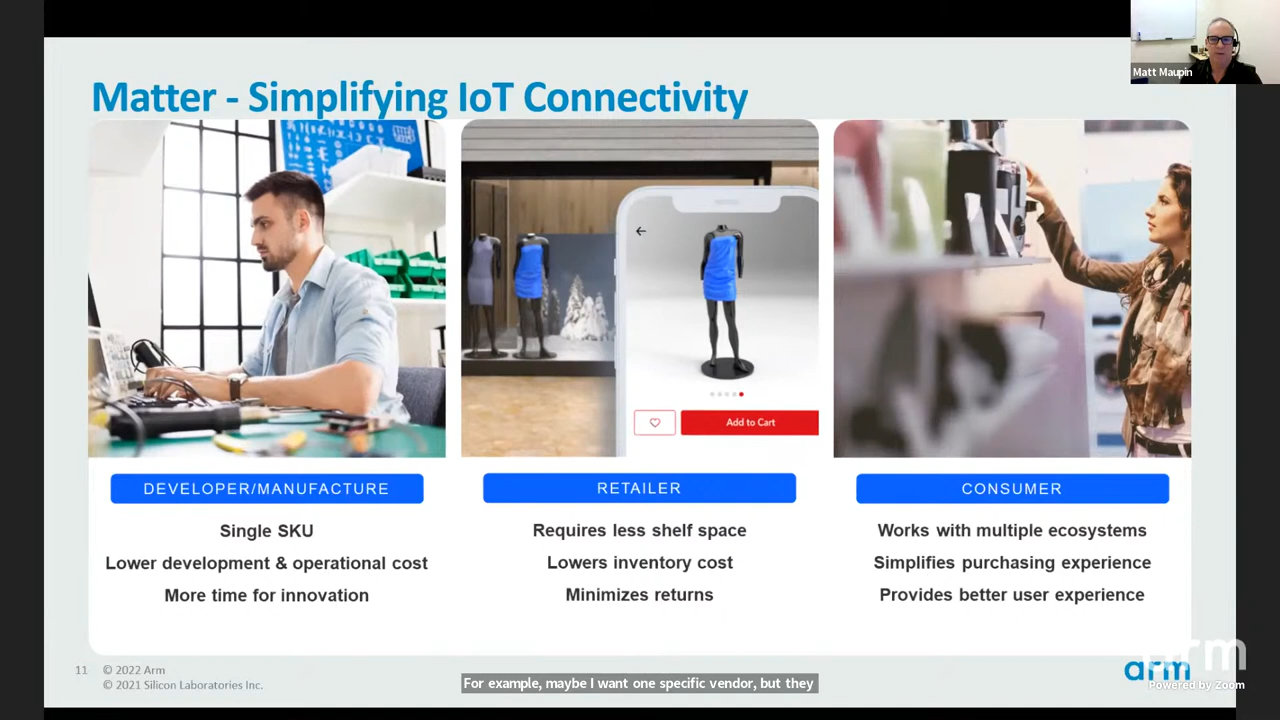 Matt Maupin
Matter - Simplifying IoT Connectivity
Add to Cart
DEVELOPER/MANUFACTURE
Single SKU
Lower development & operational cost
More time for innovation
RETAILER
Requires less shelf space
Lowers inventory cost
Minimizes returns
CONSUMER
Works with multiple ecosystems
Simplifies purchasing experience
Provides better user experience
11
© 2022 Arm
© 2021 Silicon Laboratories Inc.
For example, maybe I want one specific vendor, but they
arm
arm
Powered by Zoom